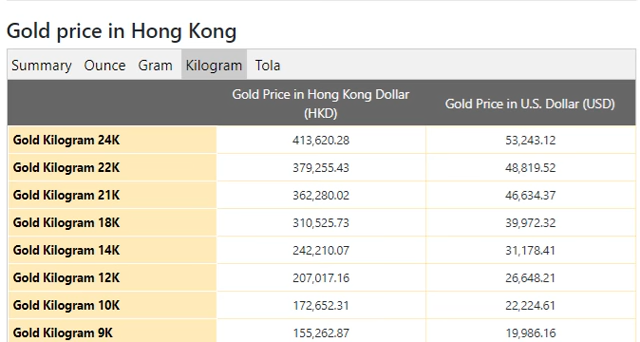 Gold price in Hong Kong
Summary Ounce Gram Kilogram Tola
Gold Price in Hong Kong Dollar (HKD) Gold Price in U.S. Dollar (USD)
Gold Kilogram 24K 413,620.28 53,243.12
Gold Kilogram 22K 379,255.43 48,819.52
Gold Kilogram 21K 362,280.02 46,634.37
Gold Kilogram 18K 310,525.73 39,972.32
Gold Kilogram 14K 242,210.07 31,178.41
Gold Kilogram 12K 207,017.16 26,648.21
Gold Kilogram 10K 172,652.31 22,224.61
Gold Kilogram 9K 155,262.87 19,986.16